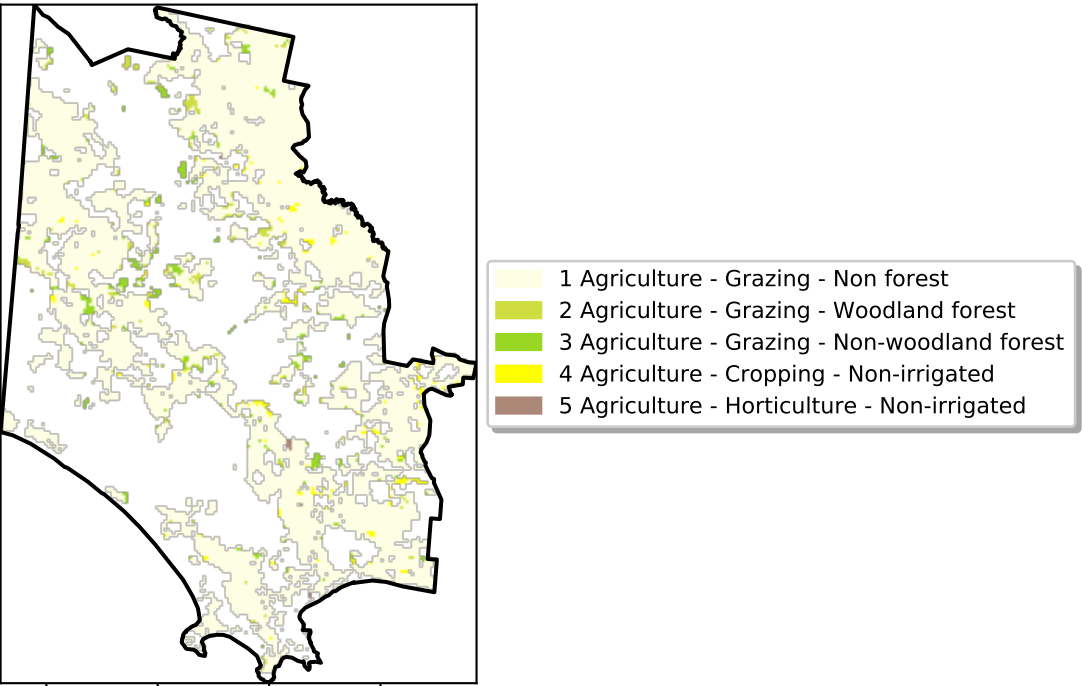 1 Agriculture - Grazing - Non forest
2 Agriculture - Grazing - Woodland forest
3 Agriculture - Grazing - Non-woodland forest
4 Agriculture - Cropping - Non-irrigated
5 Agriculture - Horticulture - Non-irrigated